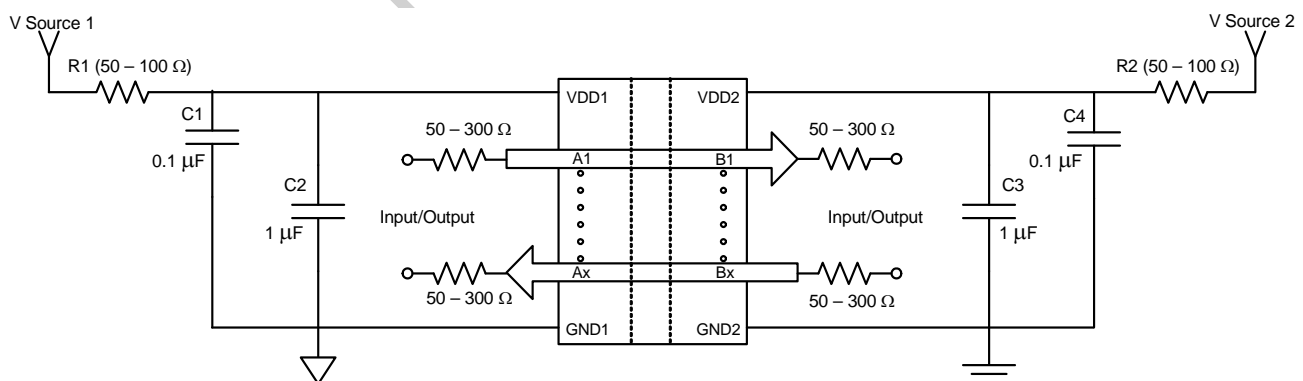 V Source 1
V Source 2
R1 (50 – 100 Ω)
R2 (50 – 100 Ω)
VDD1
VDD2
C1
C4
50 – 300 Ω
50 – 300 Ω
0.1 μF
A1
B1
0.1 μF
C2
C3
Input/Output
Input/Output
1 μF
1 μF
Ax
Bx
50 – 300 Ω
50 – 300 Ω
GND1
GND2